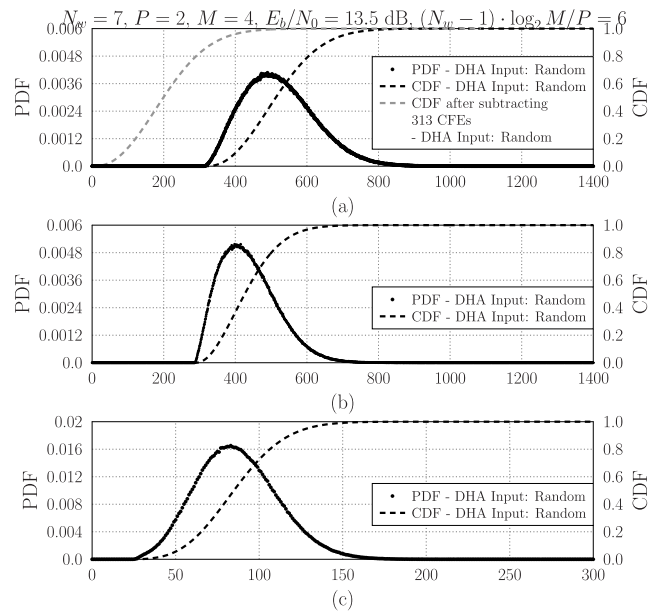 N_w = 7, P = 2, M = 4, E_b/N_0 = 13.5 dB, (N_w − 1) · log_2 M/P = 6
0.006
0.0048
0.0036
0.0024
0.0012
0.0
PDF
1.0
0.8
0.6
0.4
0.2
0.0
CDF
PDF - DHA Input: Random
CDF - DHA Input: Random
CDF after subtracting
313 CFEs
- DHA Input: Random
0 200 400 600 800 1000 1200 1400
(a)
0.006
0.0048
0.0036
0.0024
0.0012
0.0
PDF
1.0
0.8
0.6
0.4
0.2
0.0
CDF
PDF - DHA Input: Random
CDF - DHA Input: Random
0 200 400 600 800 1000 1200 1400
(b)
0.02
0.016
0.012
0.008
0.004
0.0
PDF
1.0
0.8
0.6
0.4
0.2
0.0
CDF
PDF - DHA Input: Random
CDF - DHA Input: Random
0 50 100 150 200 250 300
(c)